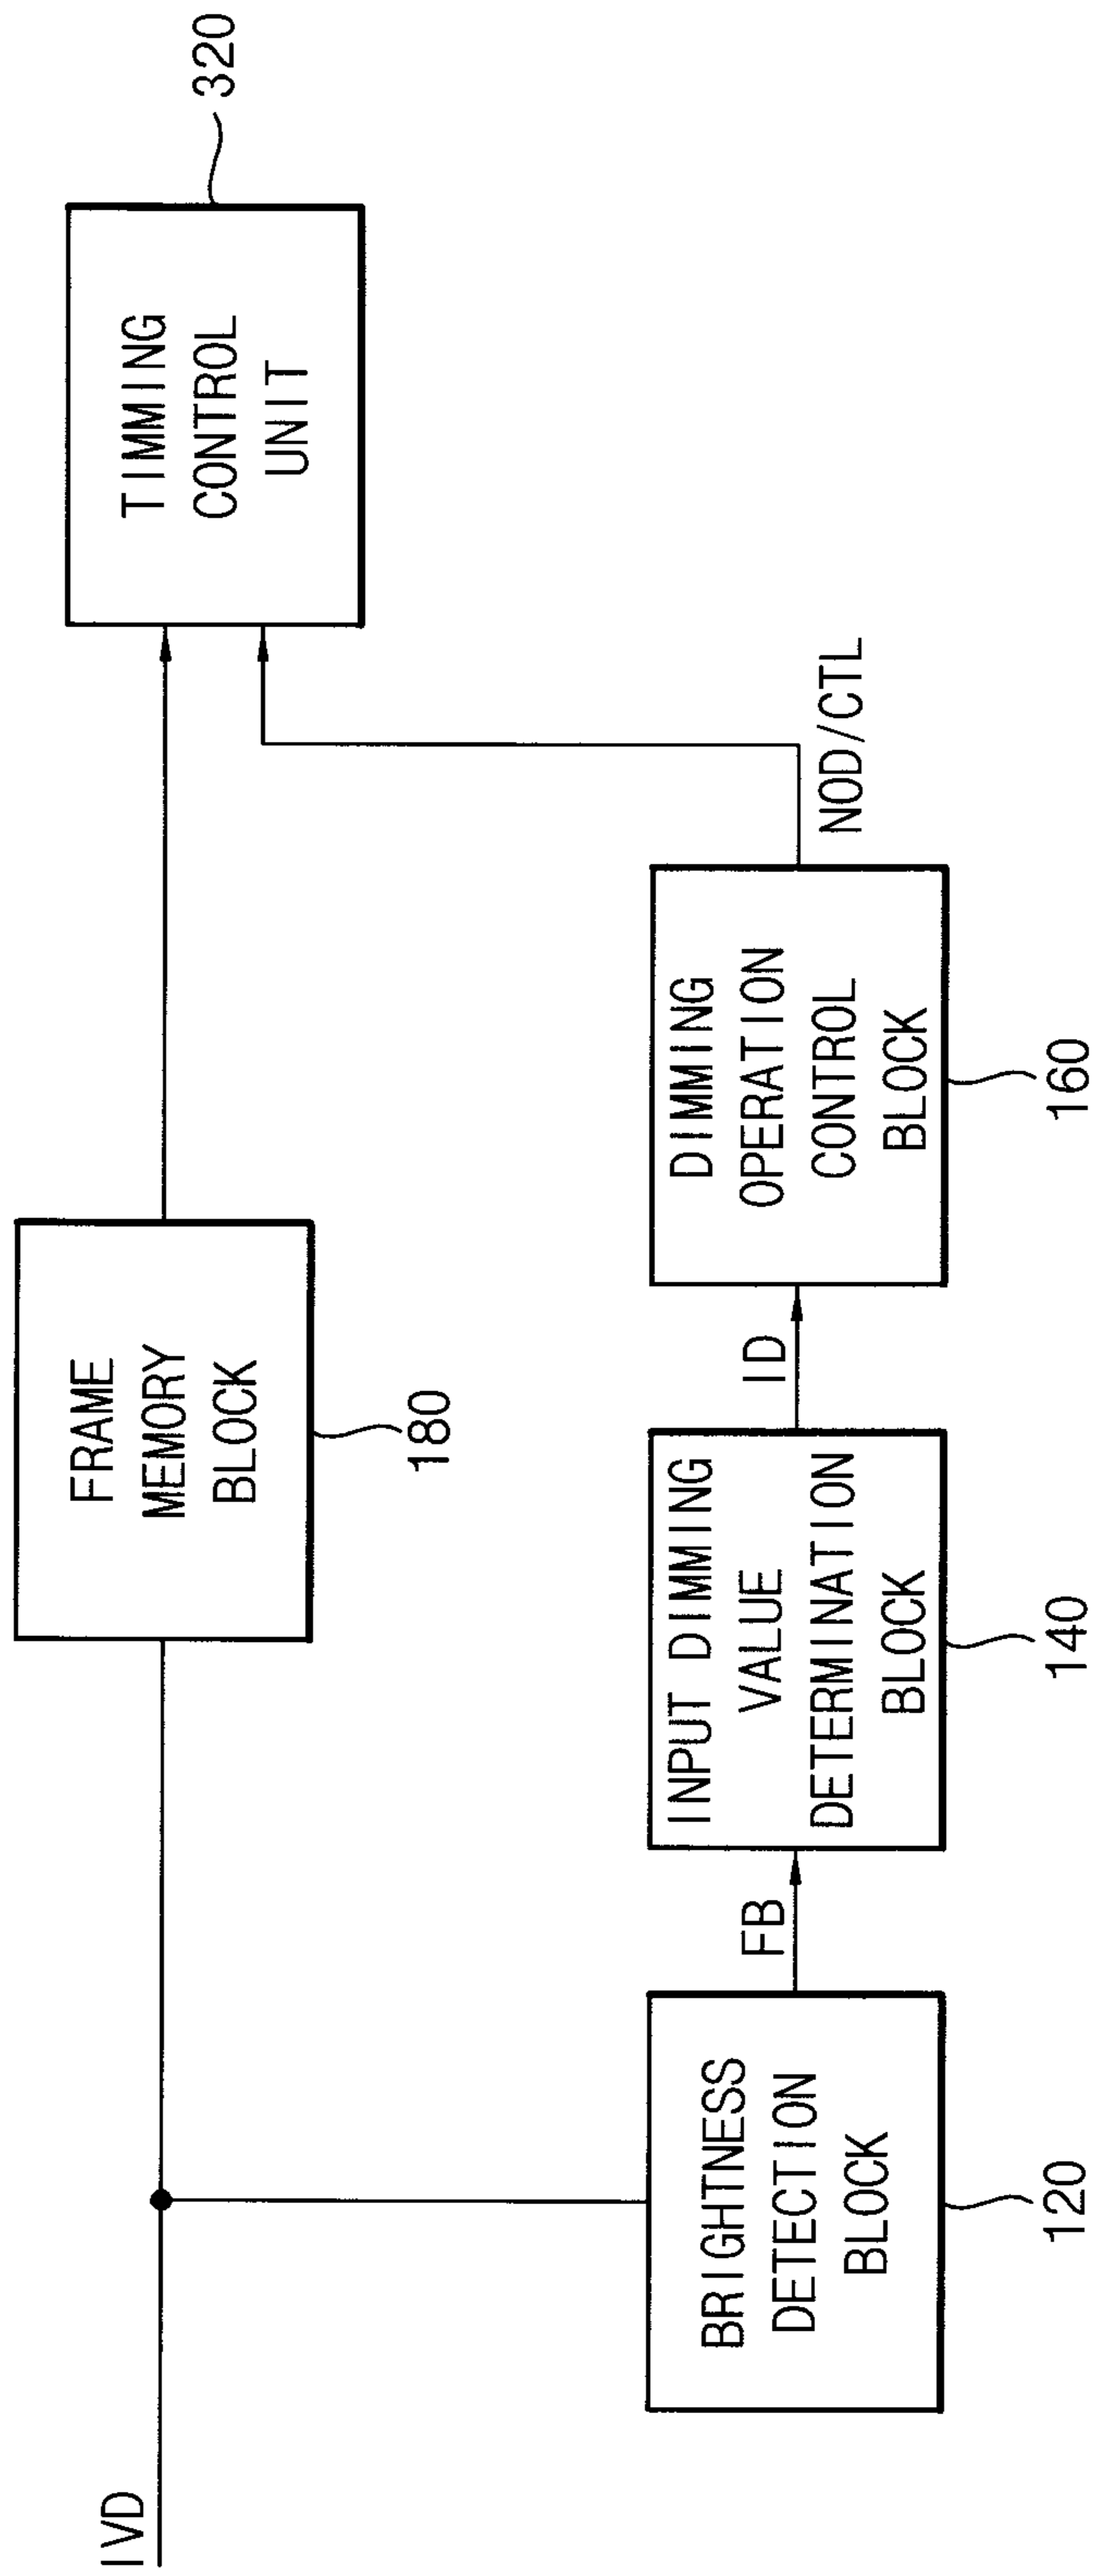 IVD
FRAME
MEMORY
BLOCK
180
TIMMING
CONTROL
UNIT
320
BRIGHTNESS
DETECTION
BLOCK
120
FB
INPUT DIMMING
VALUE
DETERMINATION
BLOCK
140
ID
DIMMING
OPERATION
CONTROL
BLOCK
160
NOD/CTL